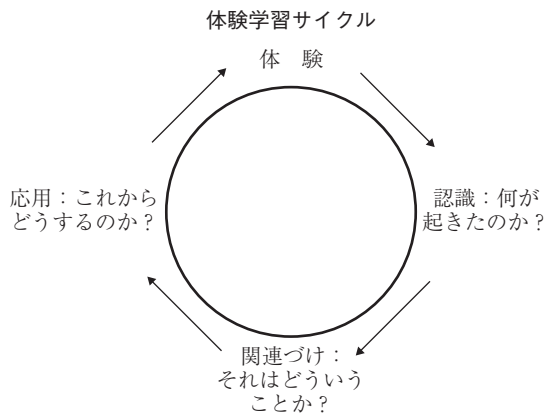 体験学習サイクル
体　験
認識：何が
起きたのか？
関連づけ：
それはどういう
ことか？
応用：これから
どうするのか？